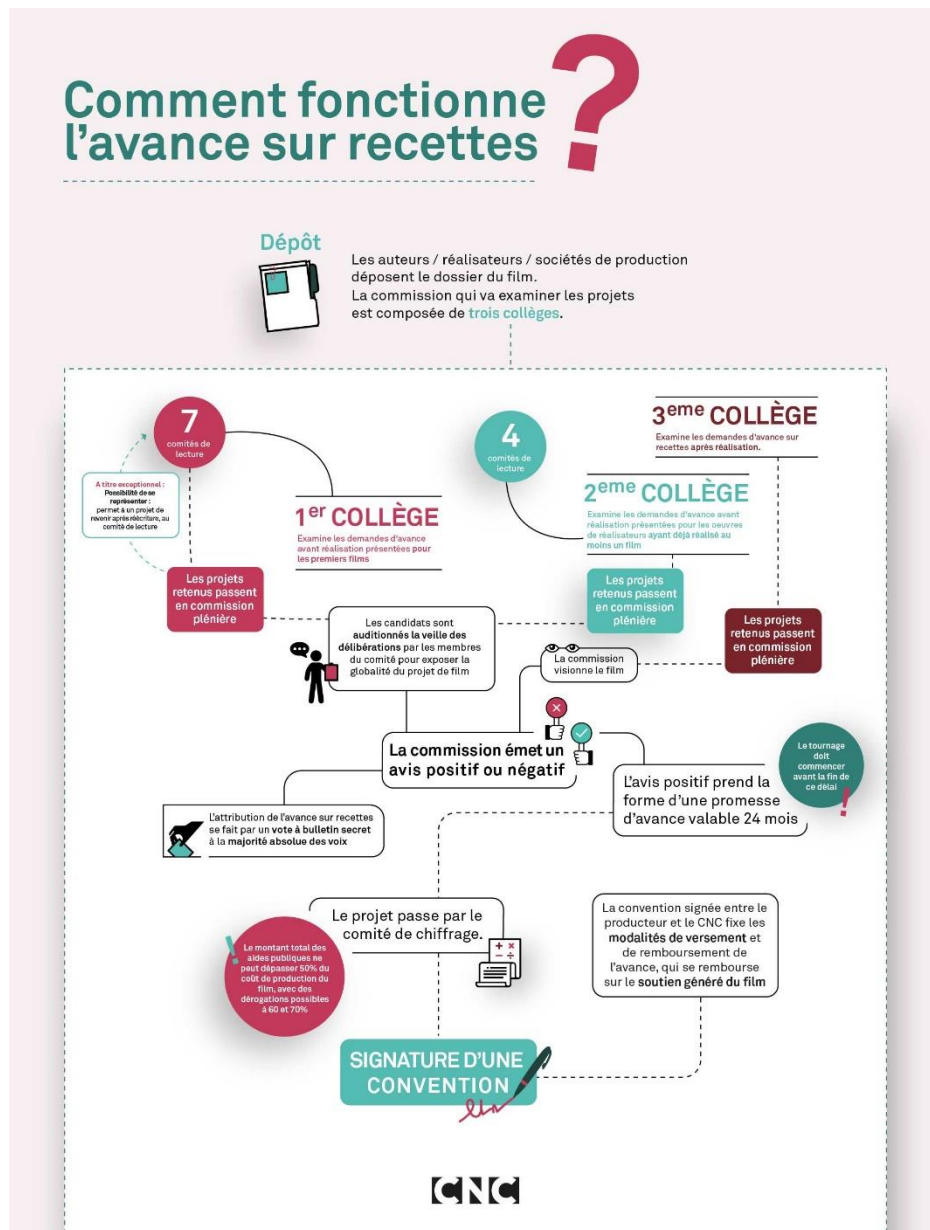 Comment fonctionne
l’avance sur recettes ?
Dépôt
Les auteurs / réalisateurs / sociétés de production
déposent le dossier du film.
La commission qui va examiner les projets
est composée de trois collèges.
7
comités de
lecture
A titre exceptionnel :
Possibilité de se
représenter :
permet à un projet de
revenir après réécriture, au
comité de lecture
1er COLLÈGE
Examine les demandes d'avance
avant réalisation présentées pour
les premiers films
4
comités de
lecture
2eme COLLÈGE
Examine les demandes d'avance avant
réalisation présentées pour les oeuvres
de réalisateurs ayant déjà réalisé au
moins un film
3eme COLLÈGE
Examine les demandes d'avance sur
recettes après réalisation.
Les projets
retenus passent
en commission
plénière
Les projets
retenus passent
en commission
plénière
Les projets
retenus passent
en commission
plénière
Les candidats sont
auditionnés la veille des
délibérations par les membres
du comité pour exposer la
globalité du projet de film
La commission
visionne le film
La commission émet un
avis positif ou négatif
L'attribution de l'avance sur recettes
se fait par un vote à bulletin secret
à la majorité absolue des voix
L’avis positif prend la
forme d’une promesse
d’avance valable 24 mois
Le tournage
doit
commencer
avant la fin de
ce délai
!
Le projet passe par le
comité de chiffrage.
!
Le montant total des
aides publiques ne
peut dépasser 50% du
coût de production du
film, avec des
dérogations possibles
à 60 et 70%
La convention signée entre le
producteur et le CNC fixe les
modalités de versement et
de remboursement de
l’avance, qui se rembourse
sur le soutien généré du film
SIGNATURE D’UNE
CONVENTION
CNC